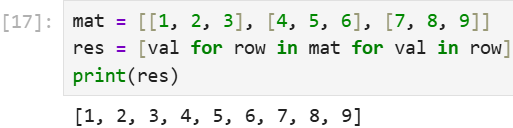 [17]: mat = [[1, 2, 3], [4, 5, 6], [7, 8, 9]]
res = [val for row in mat for val in row]
print(res)
[1, 2, 3, 4, 5, 6, 7, 8, 9]